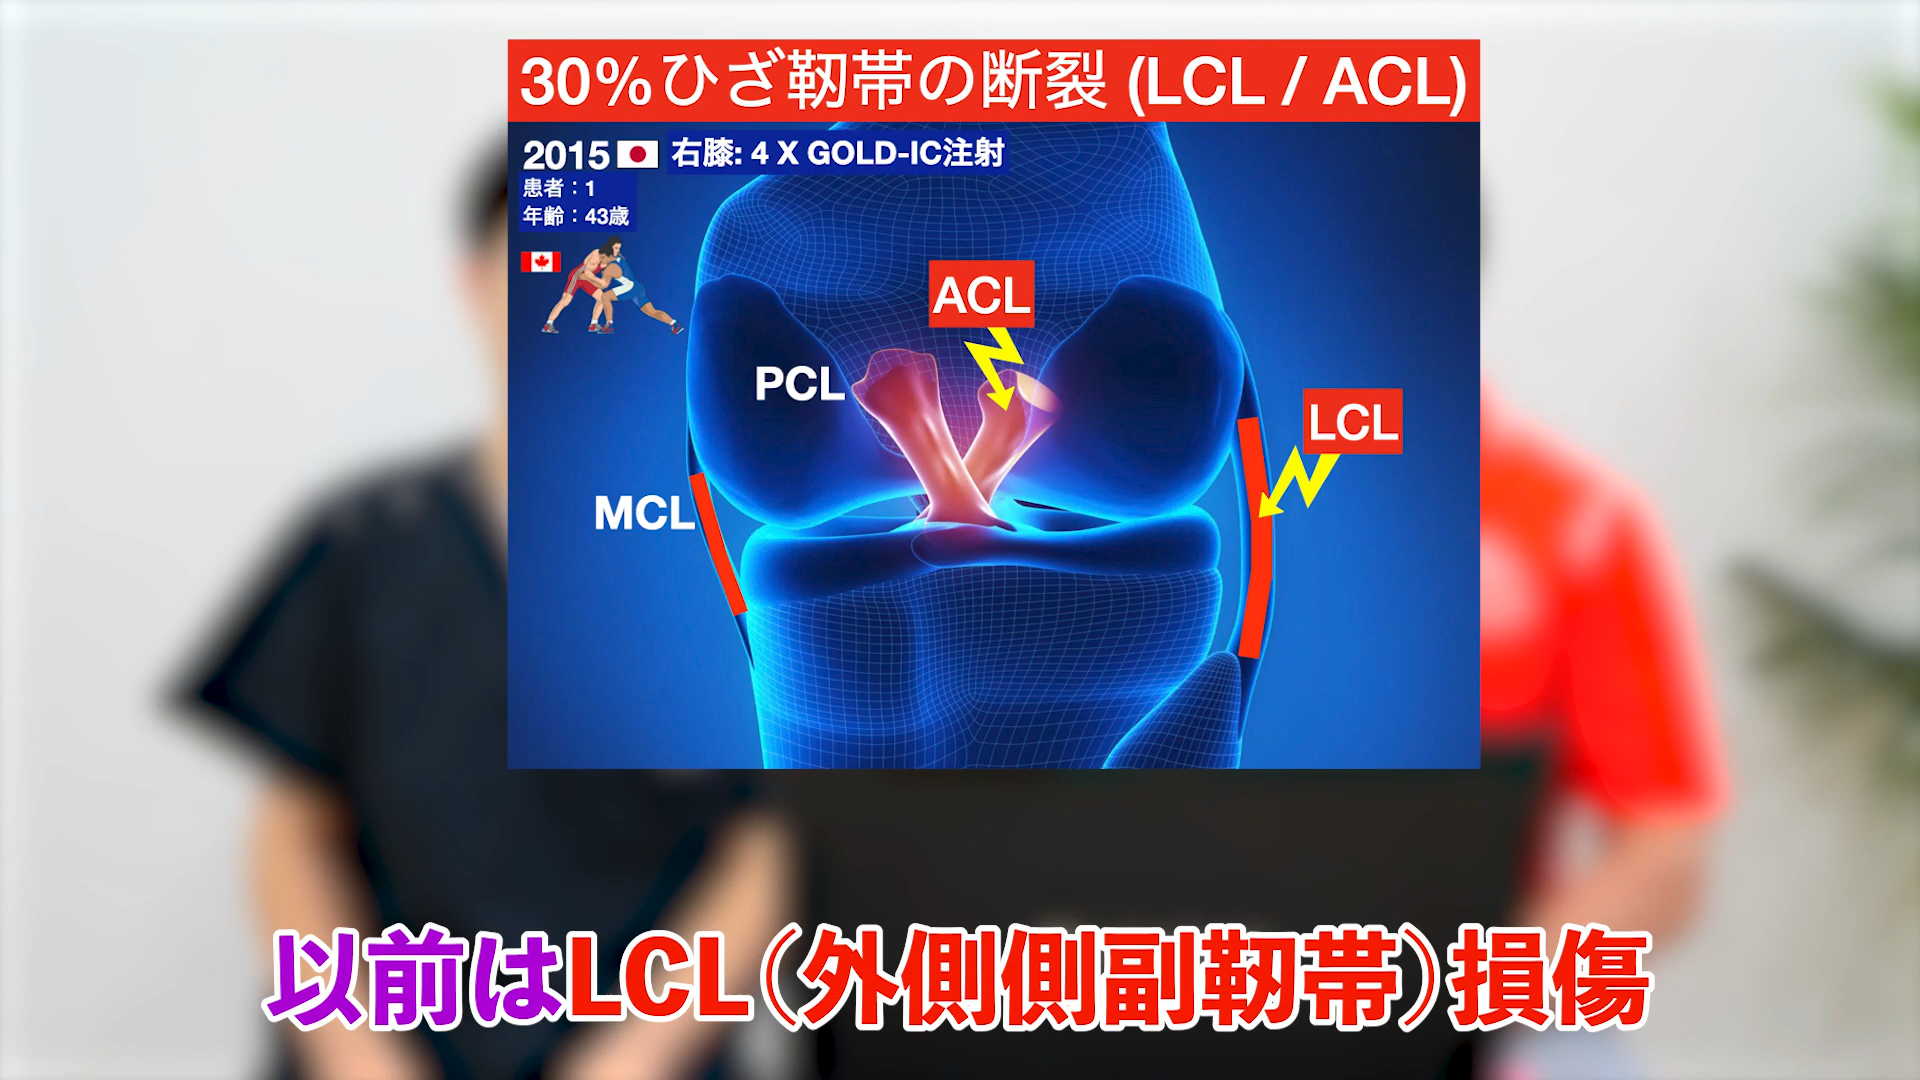 30%ひざ靭帯の断裂 (LCL / ACL)
2015 右膝: 4 X GOLD-IC注射
患者：1
年齢：43歳
ACL
PCL
LCL
MCL
以前はLCL（外側側副靭帯）損傷